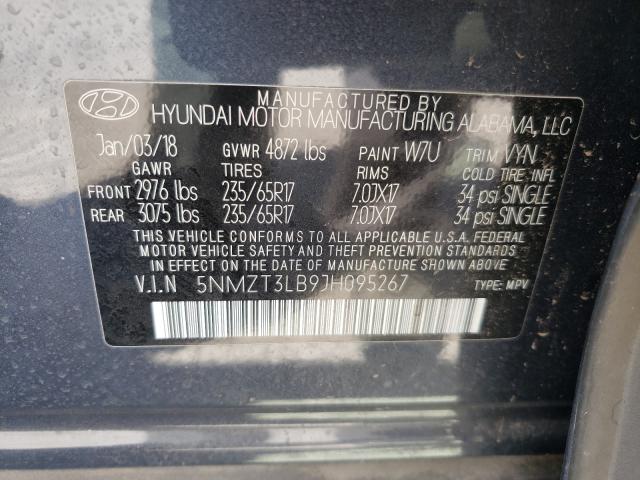 MANUFACTURED BY
HYUNDAI MOTOR MANUFACTURING ALABAMA, LLC
Jan/03/18 GVWR 4872 lbs PAINT W7U TRIM VYN
GAWR TIRES RIMS COLD TIRE. INFL
FRONT 2976 lbs 235/65R17 7.0JX17 34 psi SINGLE
REAR 3075 lbs 235/65R17 7.0JX17 34 psi SINGLE
THIS VEHICLE CONFORMS TO ALL APPLICABLE U.S.A. FEDERAL
MOTOR VEHICLE SAFETY BUMPER, AND THEFT PREVENTION
STANDARDS IN EFFECT ON THE DATE OF MANUFACTURE SHOWN ABOVE.
V.I.N 5NMZT3LB9JH095267 TYPE: MPV